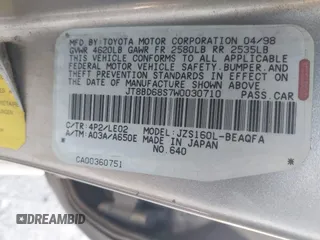 MFD. BY: TOYOTA MOTOR CORPORATION 04/98
GVWR 4620LB GAWR FR 2580LB RR 2535LB
THIS VEHICLE CONFORMS TO ALL APPLICABLE
FEDERAL MOTOR VEHICLE SAFETY, BUMPER, AND
THEFT PREVENTION STANDARDS IN EFFECT ON
THE DATE OF MANUFACTURE SHOWN ABOVE.
JT8BD68S7W0030710 PASS.CAR
C/TR: 4P2/LE02 MODEL: JZS160L-BEAQFA
A/TM: A03A/A650E MADE IN JAPAN
NO.640
CA00360751
DREAMBID